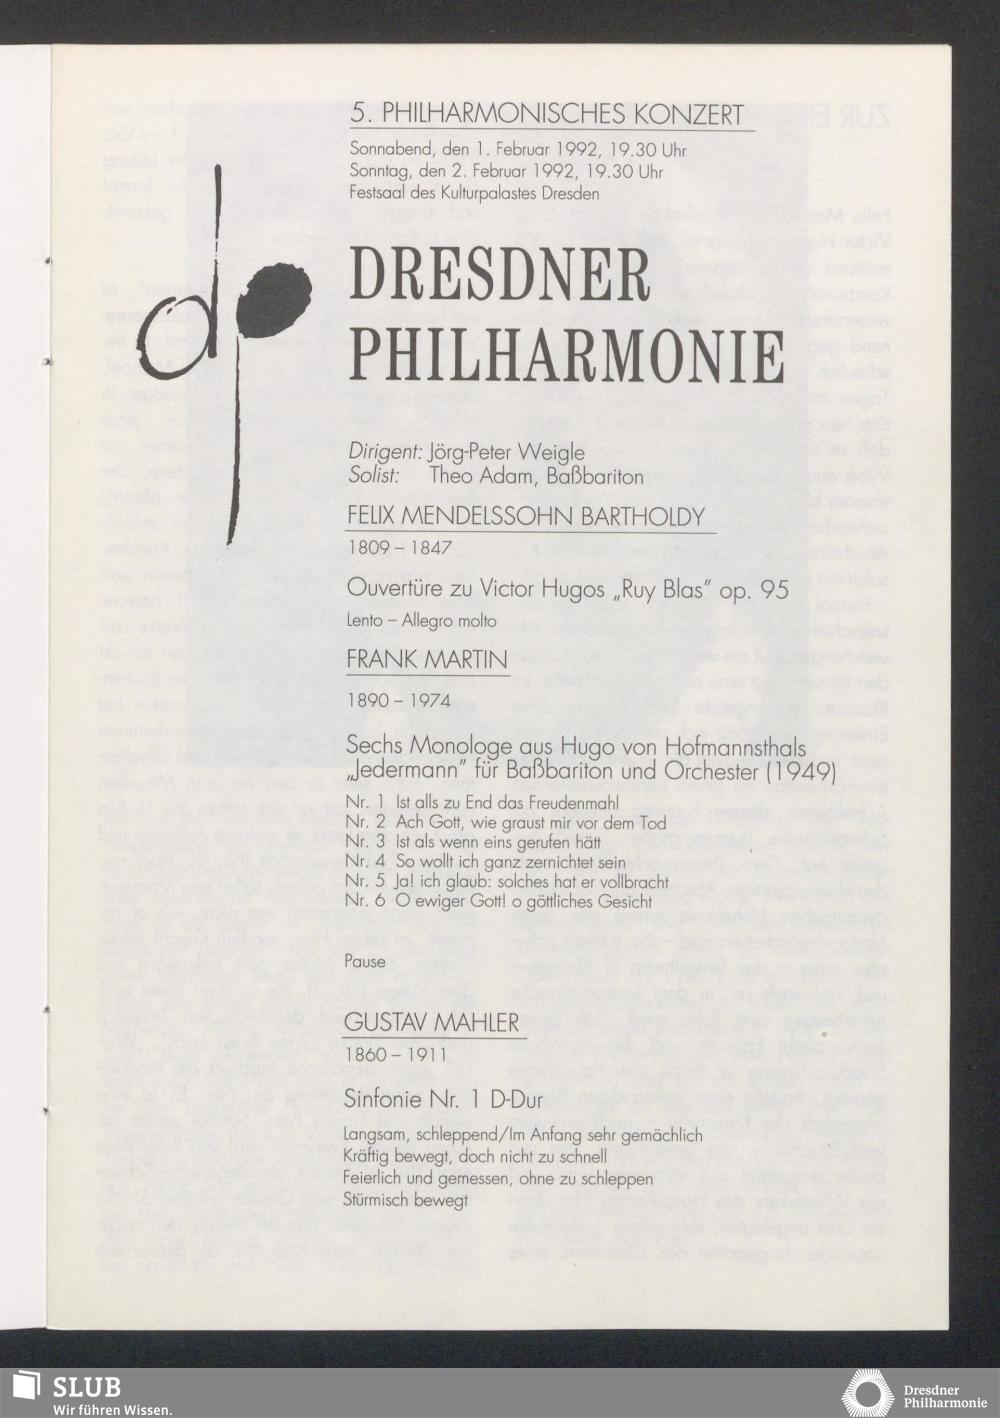 5. PHILHARMONISCHES KONZERT
Sonnabend, den 1. Februar 1992, 19.30 Uhr
Sonntag, den 2. Februar 1992, 19.30 Uhr
Festsaal des Kulturpalastes Dresden
dp
DRESDNER
PHILHARMONIE
Dirigent: Jörg-Peter Weigle
Solist: Theo Adam, Baßbariton
FELIX MENDELSSOHN BARTHOLDY
1809 – 1847
Ouvertüre zu Victor Hugos „Ruy Blas” op. 95
Lento – Allegro molto
FRANK MARTIN
1890 – 1974
Sechs Monologe aus Hugo von Hofmannsthals
„Jedermann” für Baßbariton und Orchester (1949)
Nr. 1 Ist alls zu End das Freudenmahl
Nr. 2 Ach Gott, wie graust mir vor dem Tod
Nr. 3 Ist als wenn eins gerufen hätt
Nr. 4 So wollt ich ganz zernichtet sein
Nr. 5 Ja! ich glaub: solches hat er vollbracht
Nr. 6 O ewiger Gott! o göttliches Gesicht
Pause
GUSTAV MAHLER
1860 – 1911
Sinfonie Nr. 1 D-Dur
Langsam, schleppend/Im Anfang sehr gemächlich
Kräftig bewegt, doch nicht zu schnell
Feierlich und gemessen, ohne zu schleppen
Stürmisch bewegt
SLUB
Wir führen Wissen.
Dresdner
Philharmonie